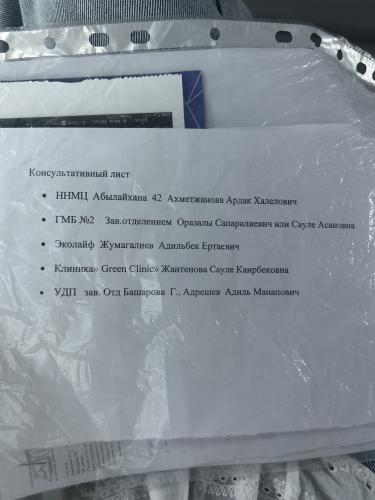 Консультативный лист
• ННМЦ Абылайхана 42 Ахметжанова Ардак Халелович
• ГМБ №2 Зав.отделением Оразалы Сапаралиевич или Сауле Асановна
• Эколайф Жумагалиев Адильбек Ертаевич
• Клиника» Green Clinic» Жантенова Сауле Каирбековна
• УДП зав. Отд Башарова Г., Адрешев Адиль Манапович